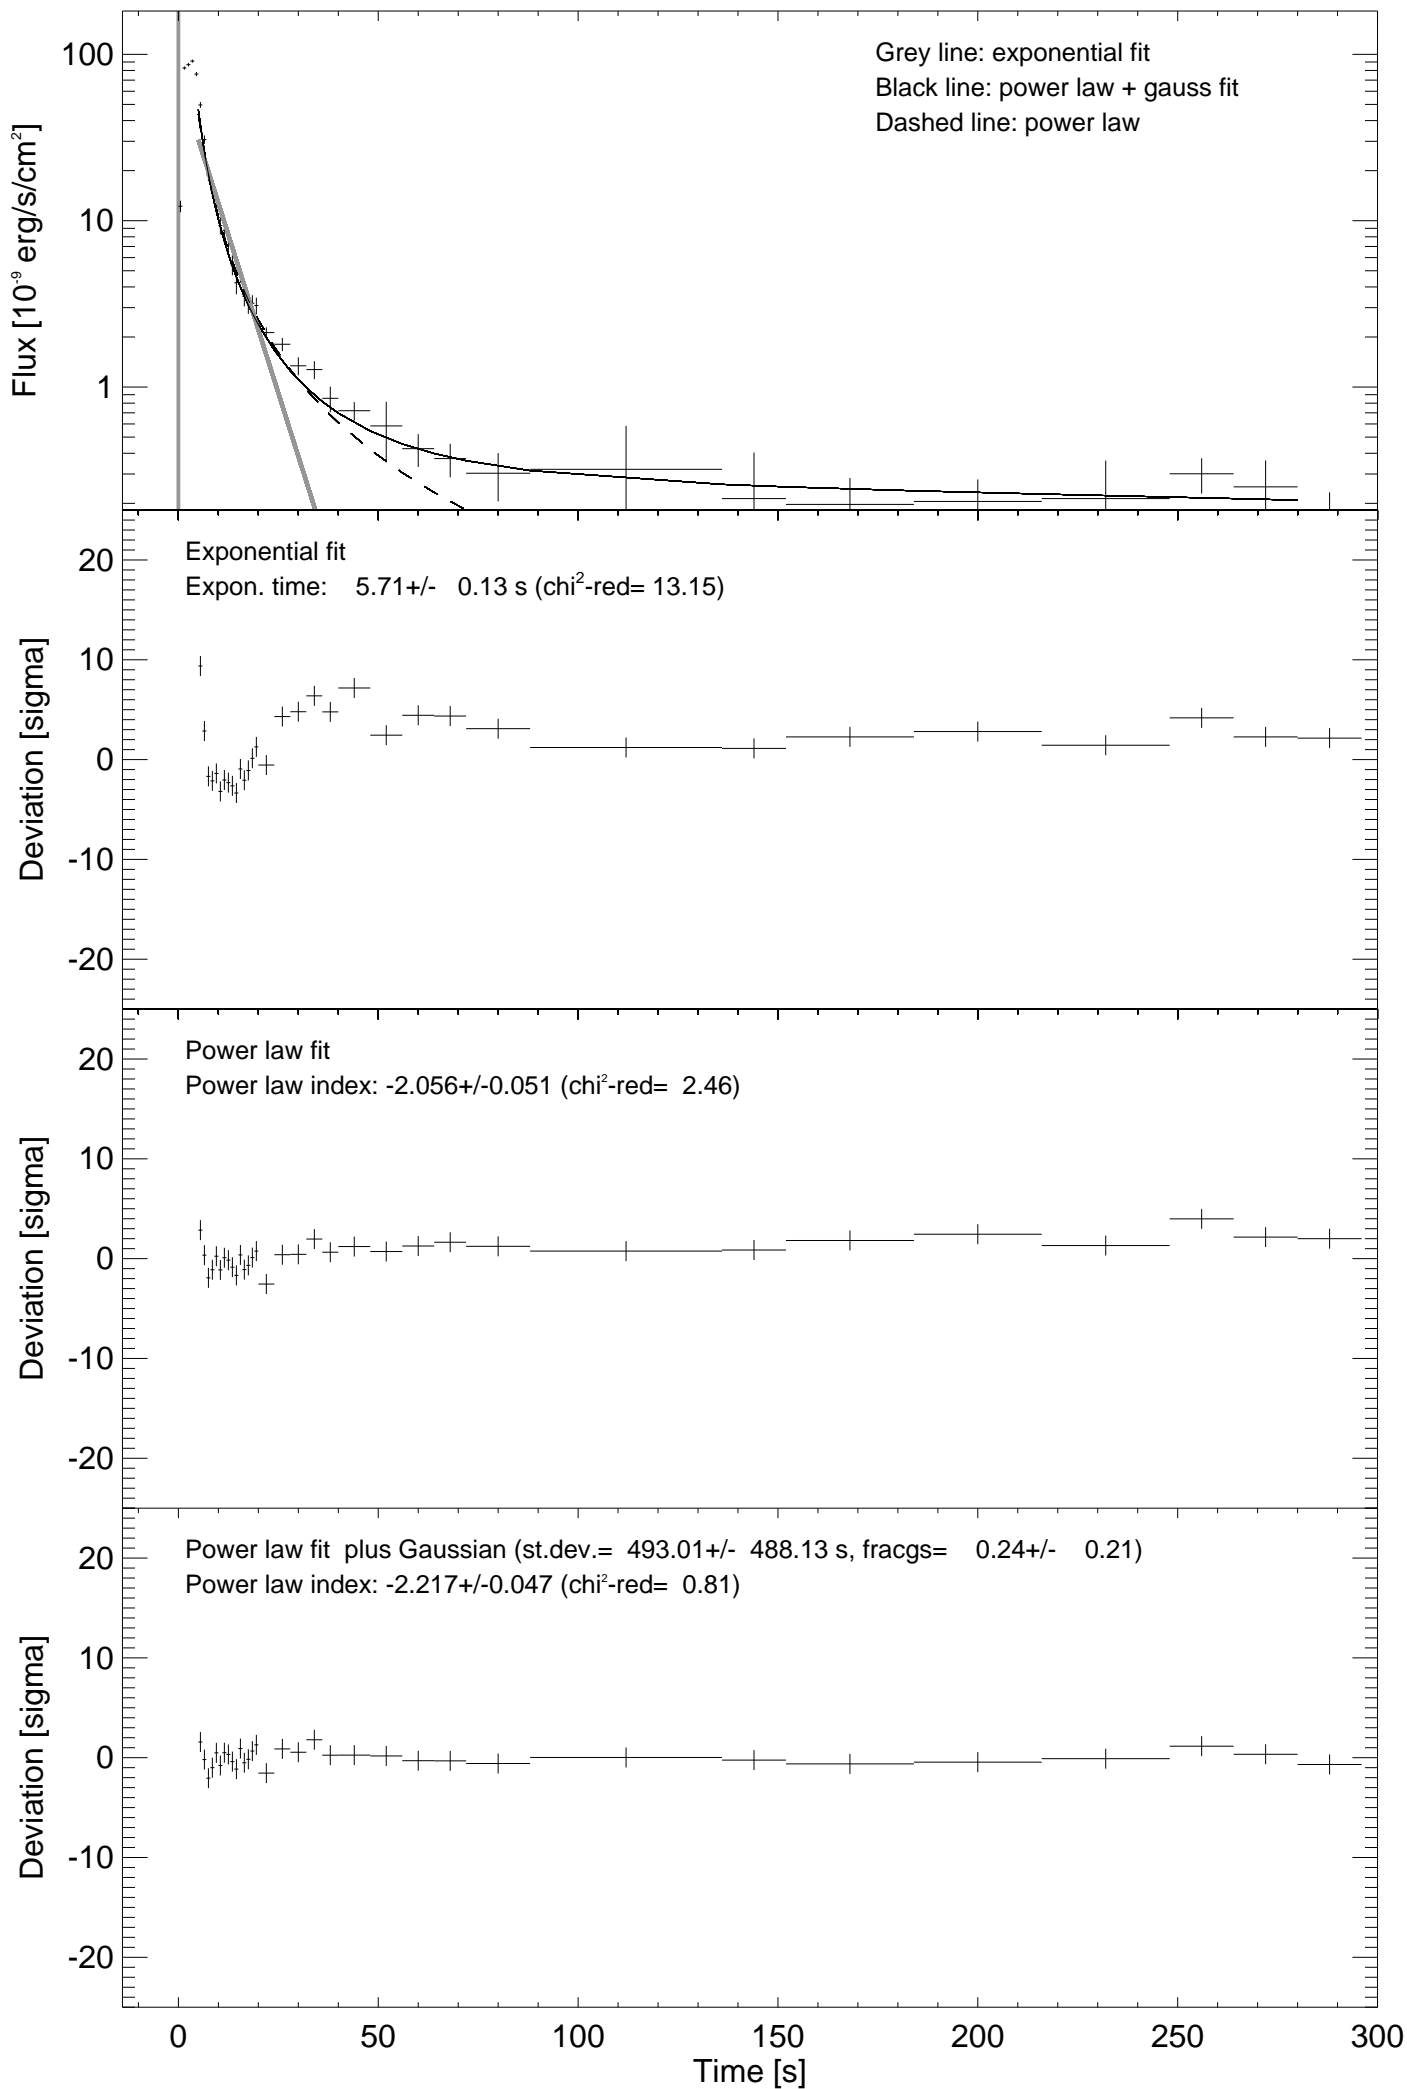 Grey line: exponential fit
Black line: power law + gauss fit
Dashed line: power law
100
10
1
Flux [10⁻⁹ erg/s/cm²]
Exponential fit
Expon. time: 5.71+/- 0.13 s (chi²-red= 13.15)
20
10
0
-10
-20
Deviation [sigma]
Power law fit
Power law index: -2.056+/-0.051 (chi²-red= 2.46)
20
10
0
-10
-20
Deviation [sigma]
Power law fit plus Gaussian (st.dev.= 493.01+/- 488.13 s, fracgs= 0.24+/- 0.21)
Power law index: -2.217+/-0.047 (chi²-red= 0.81)
20
10
0
-10
-20
Deviation [sigma]
0 50 100 150 200 250 300
Time [s]